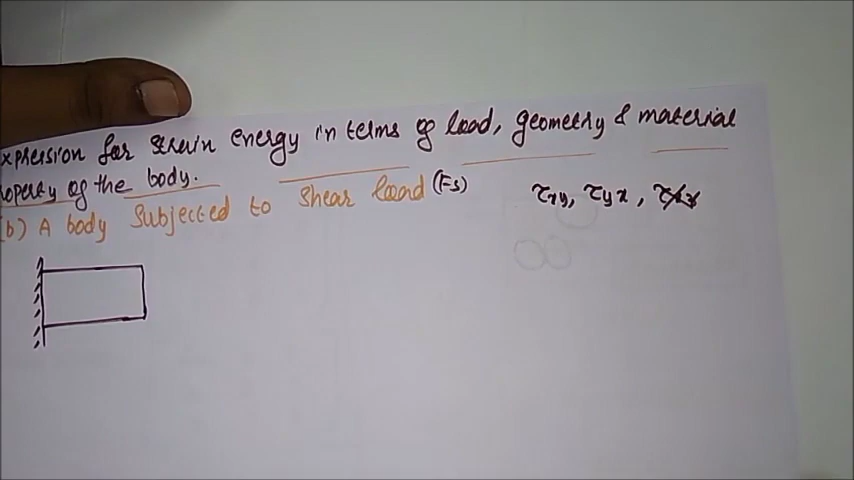 xpression for strain energy in terms of load, geometry & material
roperty of the body.
(b) A body subjected to shear load (Fs)
τxy, τyx,